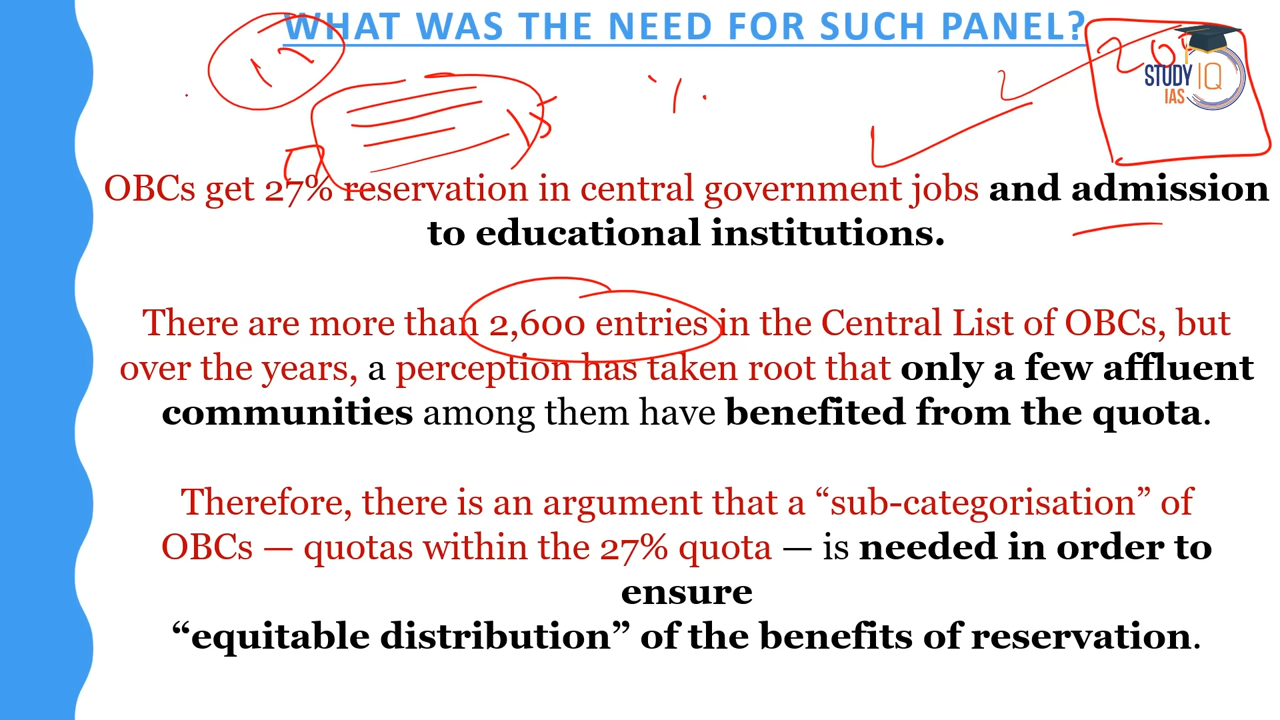 WHAT WAS THE NEED FOR SUCH PANEL?
STUDY IQ
IAS
OBCs get 27% reservation in central government jobs and admission
to educational institutions.
There are more than 2,600 entries in the Central List of OBCs, but
over the years, a perception has taken root that only a few affluent
communities among them have benefited from the quota.
Therefore, there is an argument that a “sub-categorisation” of
OBCs — quotas within the 27% quota — is needed in order to
ensure
“equitable distribution” of the benefits of reservation.